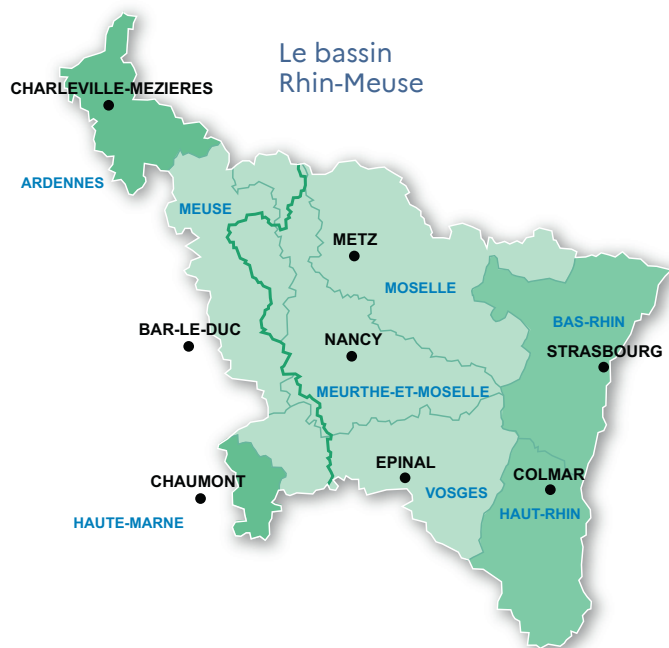 Le bassin
Rhin-Meuse
CHARLEVILLE-MEZIERES
ARDENNES
MEUSE
METZ
MOSELLE
BAS-RHIN
BAR-LE-DUC
NANCY
STRASBOURG
MEURTHE-ET-MOSELLE
EPINAL
CHAUMONT
COLMAR
VOSGES
HAUT-RHIN
HAUTE-MARNE